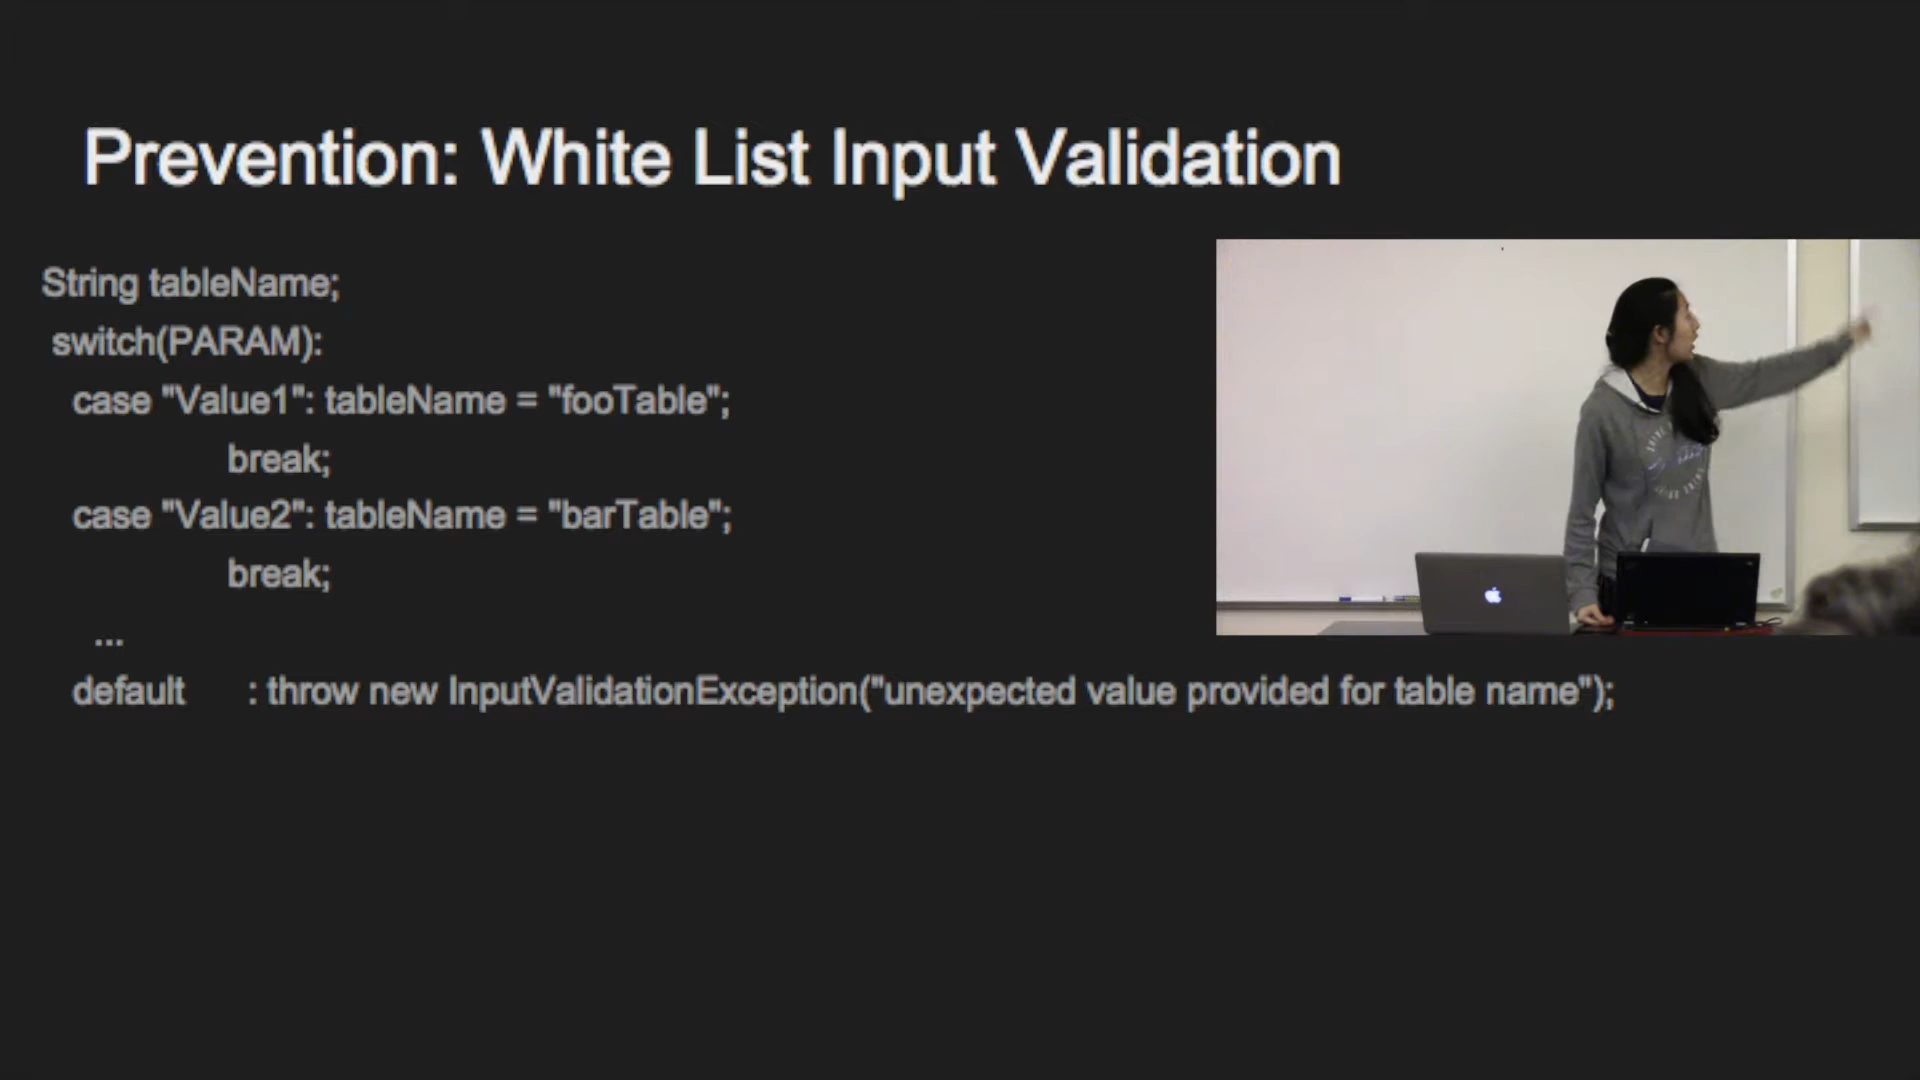 Prevention: White List Input Validation
String tableName;
switch(PARAM):
case "Value1": tableName = "fooTable";
break;
case "Value2": tableName = "barTable";
break;
...
default : throw new InputValidationException("unexpected value provided for table name");